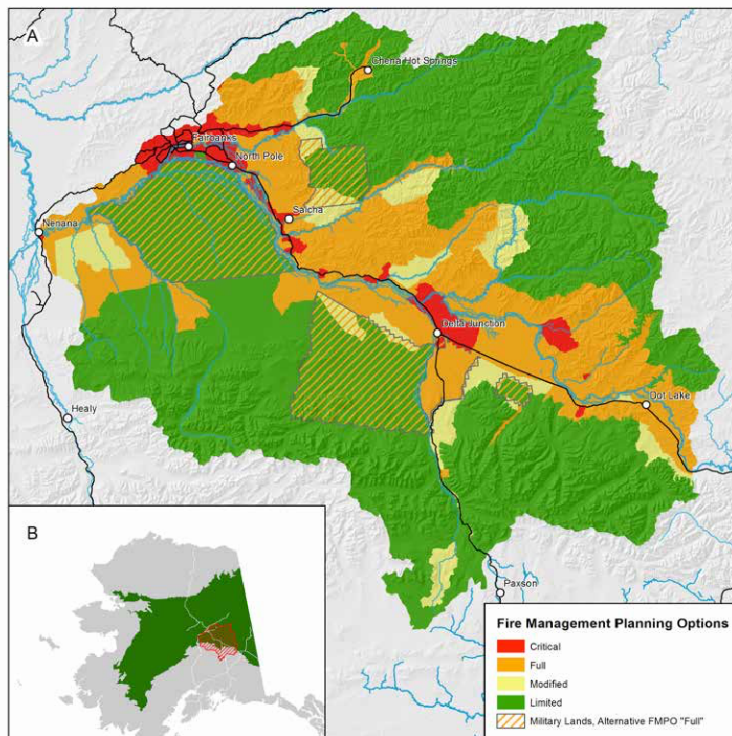 A
Chena Hot Springs
Fairbanks
North Pole
Salcha
Nenana
Delta Junction
Dot Lake
Healy
Paxson
B
Fire Management Planning Options
Critical
Full
Modified
Limited
Military Lands, Alternative FMPO "Full"